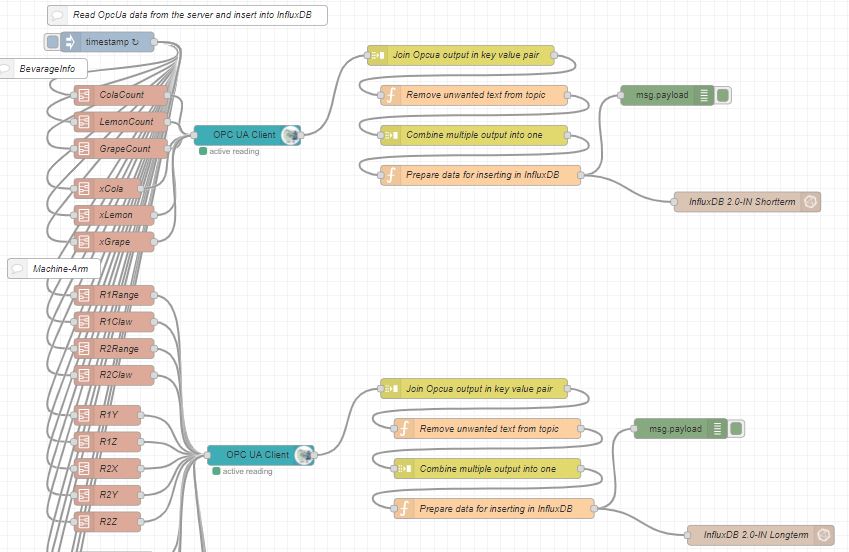 Read OpcUa data from the server and insert into InfluxDB
timestamp ↻
BevarageInfo
ColaCount
LemonCount
GrapeCount
xCola
xLemon
xGrape
OPC UA Client
active reading
Join Opcua output in key value pair
Remove unwanted text from topic
Combine multiple output into one
Prepare data for inserting in InfluxDB
msg.payload
InfluxDB 2.0-IN Shortterm
Machine-Arm
R1Range
R1Claw
R2Range
R2Claw
R1Y
R1Z
R2X
R2Y
R2Z
OPC UA Client
active reading
Join Opcua output in key value pair
Remove unwanted text from topic
Combine multiple output into one
Prepare data for inserting in InfluxDB
msg.payload
InfluxDB 2.0-IN Longterm